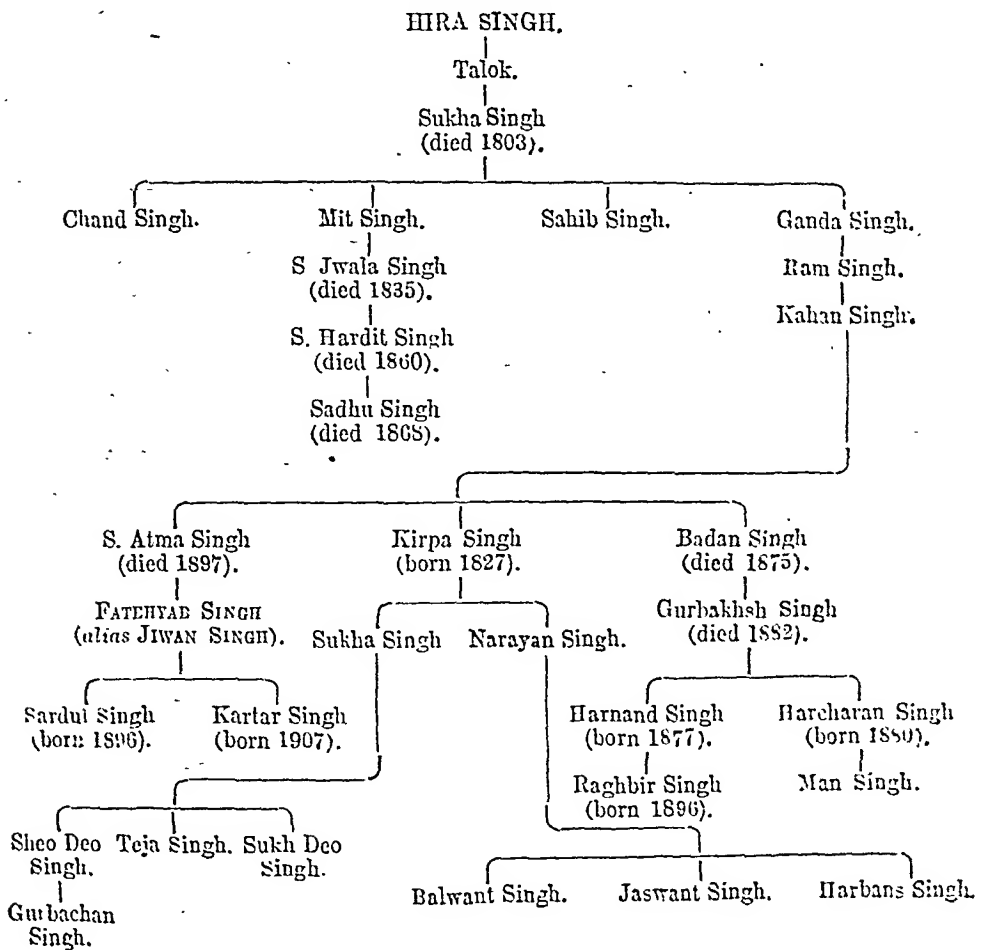 HIRA SINGH.
Talok.
Sukha Singh
(died 1803).
Chand Singh. Mit Singh. Sahib Singh. Ganda Singh.
S Jwala Singh
(died 1835).
Ram Singh.
S. Hardit Singh
(died 1860).
Kahan Singh.
Sadhu Singh
(died 1868).
S. Atma Singh
(died 1897).
Kirpa Singh
(born 1827).
Badan Singh
(died 1875).
FATEHYAB SINGH
(alias JIWAN SINGH).
Sukha Singh Narayan Singh.
Gurbakhsh Singh
(died 1882).
Sardul Singh
(born 1896).
Kartar Singh
(born 1907).
Harnand Singh
(born 1877).
Harcharan Singh
(born 1880).
Raghbir Singh
(born 1896).
Man Singh.
Sheo Deo
Singh.
Teja Singh.
Sukh Deo
Singh.
Balwant Singh. Jaswant Singh. Harbans Singh.
Gurbachan
Singh.